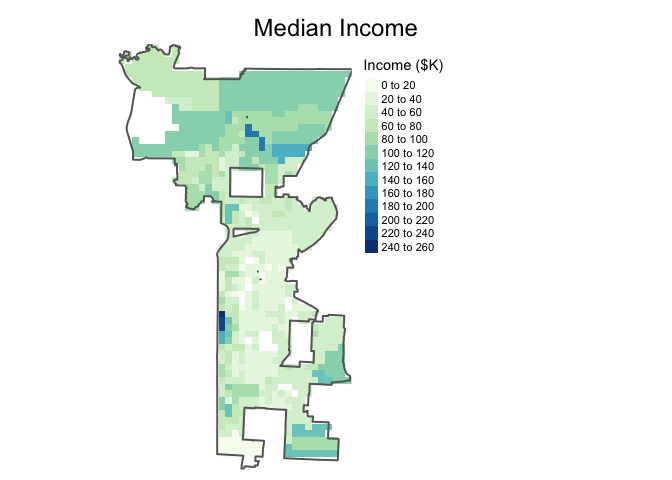 Median Income
Income ($K)
0 to 20
20 to 40
40 to 60
60 to 80
80 to 100
100 to 120
120 to 140
140 to 160
160 to 180
180 to 200
200 to 220
220 to 240
240 to 260